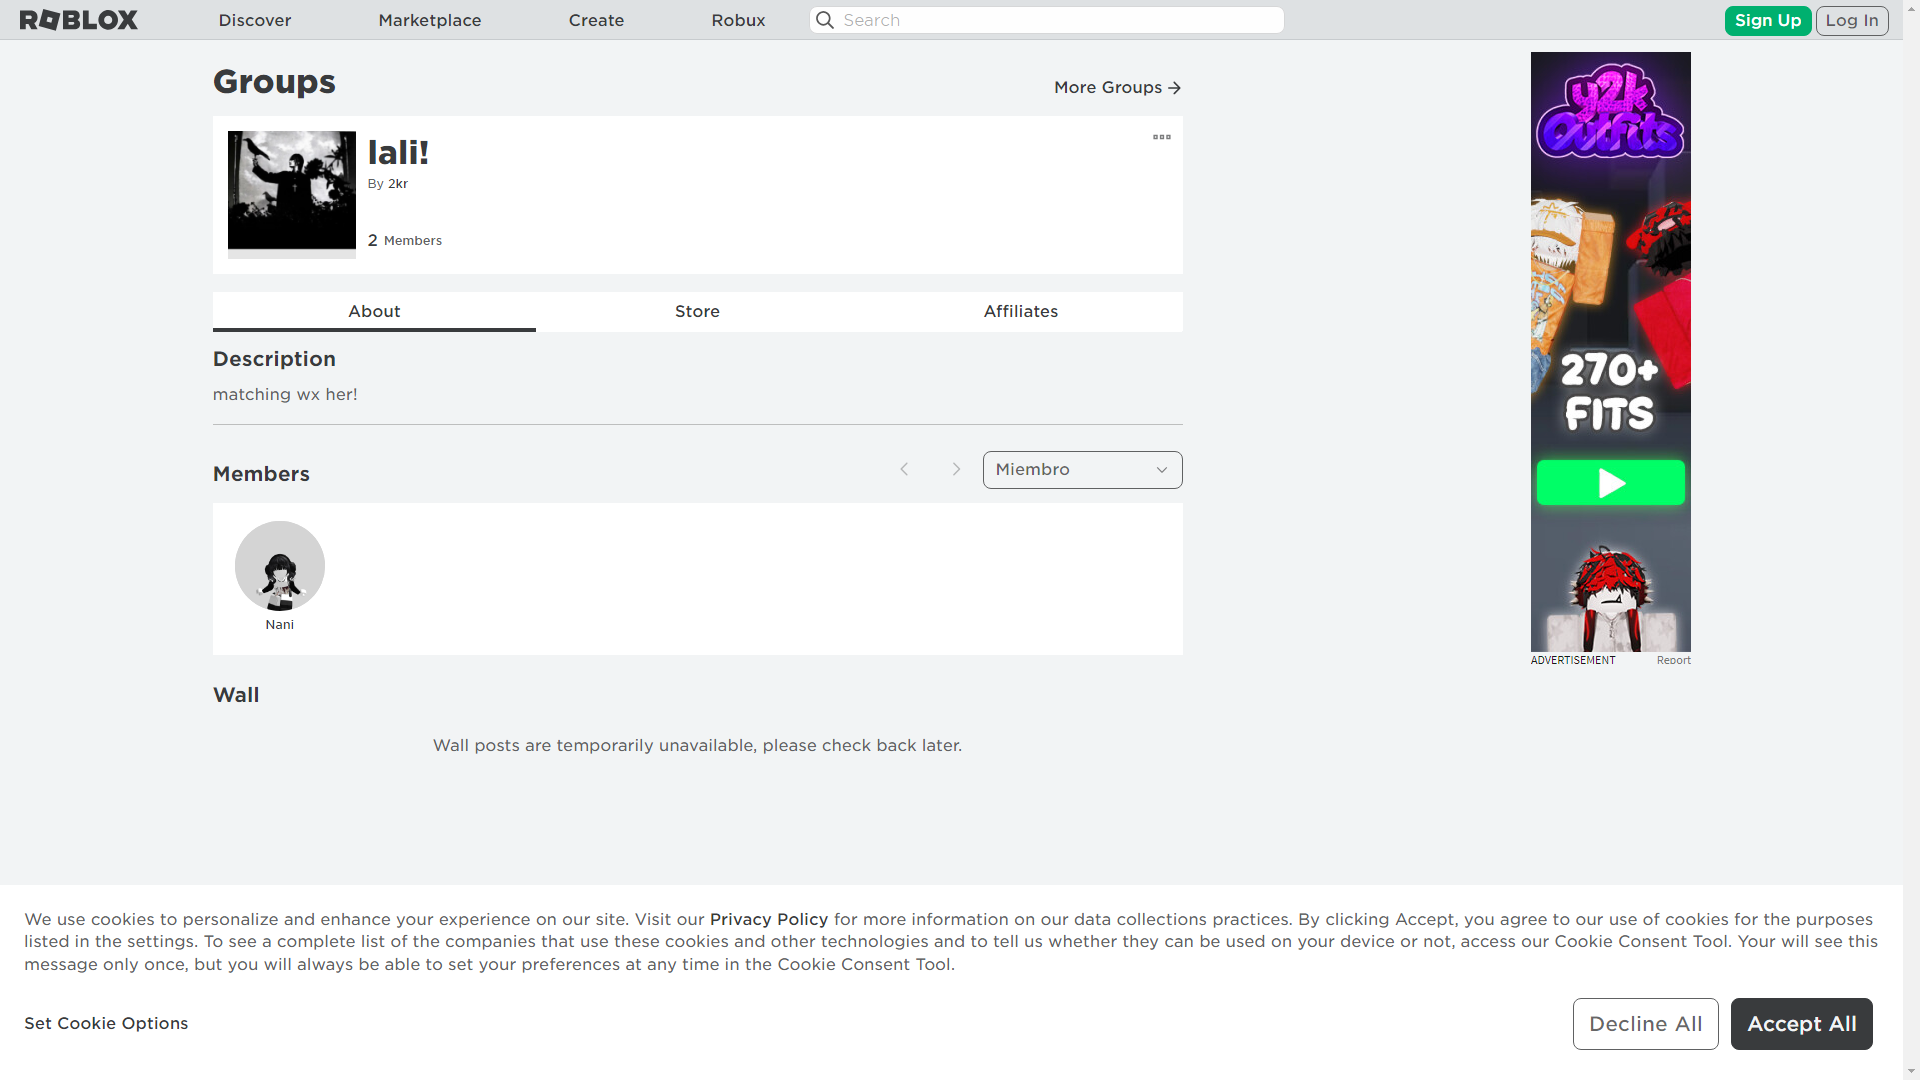 ROBLOX
Discover
Marketplace
Create
Robux
Search
Sign Up
Log In
Groups
More Groups
lali!
By 2kr
2 Members
About
Store
Affiliates
Description
matching wx her!
Members
Miembro
Nani
Wall
Wall posts are temporarily unavailable, please check back later.
y2k
Outfits
270+
FITS
ADVERTISEMENT
Report
We use cookies to personalize and enhance your experience on our site. Visit our Privacy Policy for more information on our data collections practices. By clicking Accept, you agree to our use of cookies for the purposes
listed in the settings. To see a complete list of the companies that use these cookies and other technologies and to tell us whether they can be used on your device or not, access our Cookie Consent Tool. Your will see this
message only once, but you will always be able to set your preferences at any time in the Cookie Consent Tool.
Set Cookie Options
Decline All
Accept All